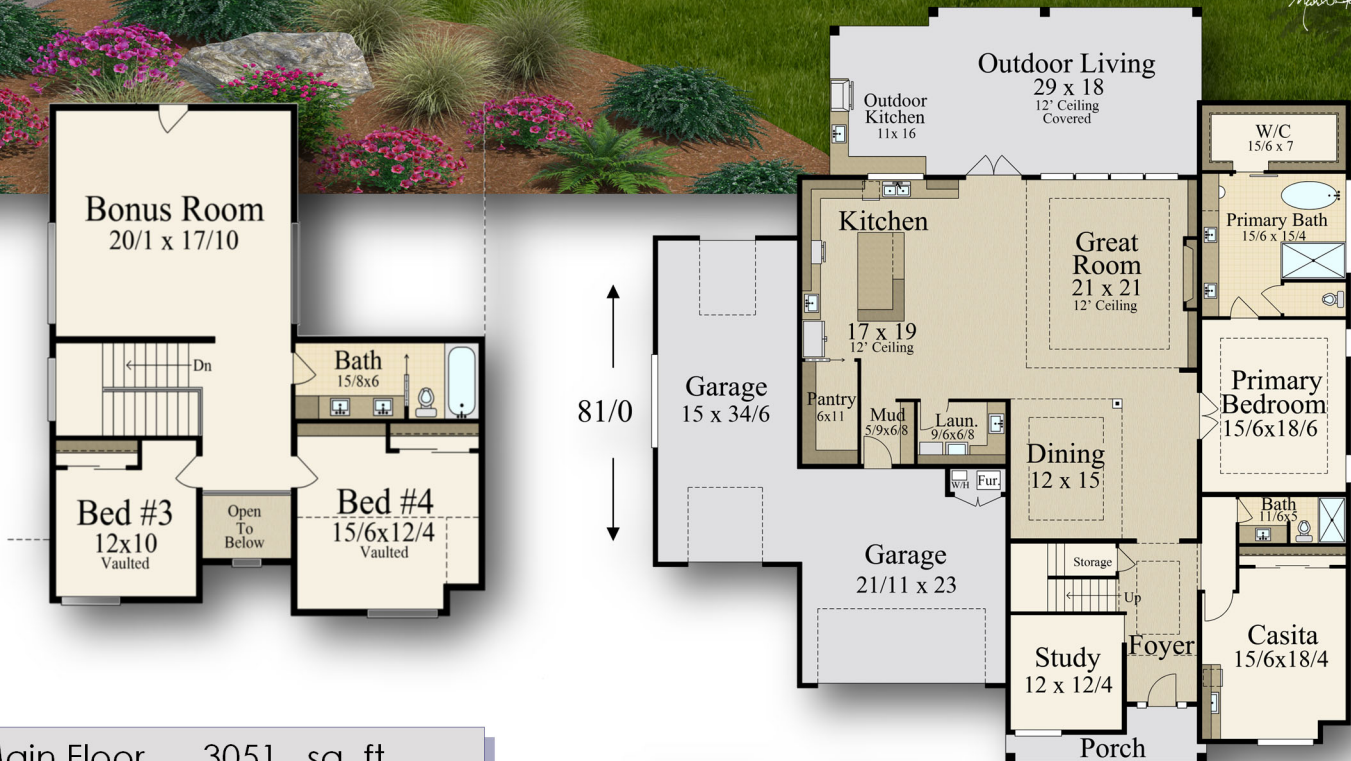 Outdoor Living
29 x 18
12' Ceiling
Covered
Outdoor
Kitchen
11x 16
W/C
15/6 x 7
Primary Bath
15/6 x 15/4
Kitchen
17 x 19
12' Ceiling
Great
Room
21 x 21
12' Ceiling
Bonus Room
20/1 x 17/10
Dn
Bath
15/8x6
Bed #3
12x10
Vaulted
Open
To
Below
Bed #4
15/6x12/4
Vaulted
81/0
Garage
15 x 34/6
Pantry
6x11
Mud
5/9x6/8
Laun.
9/6x6/8
Primary
Bedroom
15/6x18/6
Dining
12 x 15
W/H
Fur.
Bath
11/6x5
Garage
21/11 x 23
Storage
Up
Foyer
Study
12 x 12/4
Casita
15/6x18/4
Porch
Main Floor 3051 sq. ft.